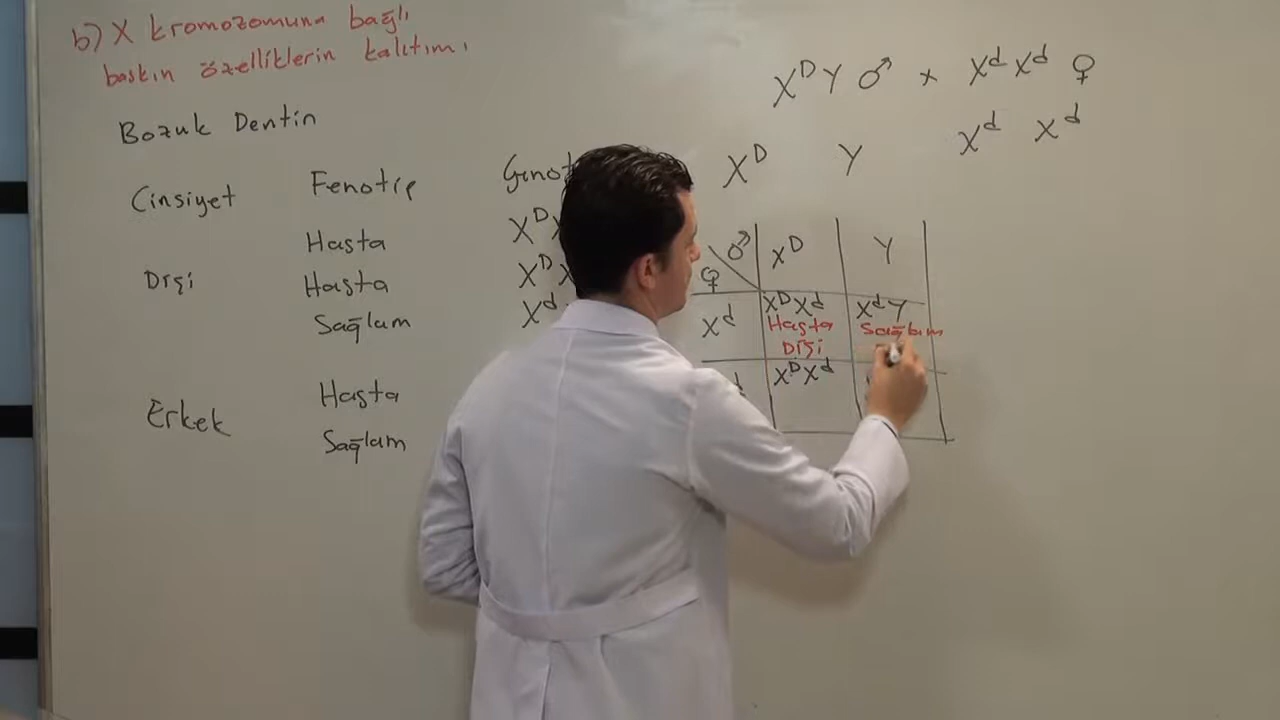 b) X kromozomuna bağlı
baskın özelliklerin kalıtımı
Bozuk Dentin
Cinsiyet Fenotip
Dişi
Hasta X^D
Hasta X^D
Sağlam X^d
Erkek
Hasta
Sağlam
X^D Y ♂ x X^d X^d ♀
X^D Y X^d X^d
♂ X^D Y
♀
X^d X^D X^d X^d Y
Hasta Sağlam
Dişi
X^D X^d